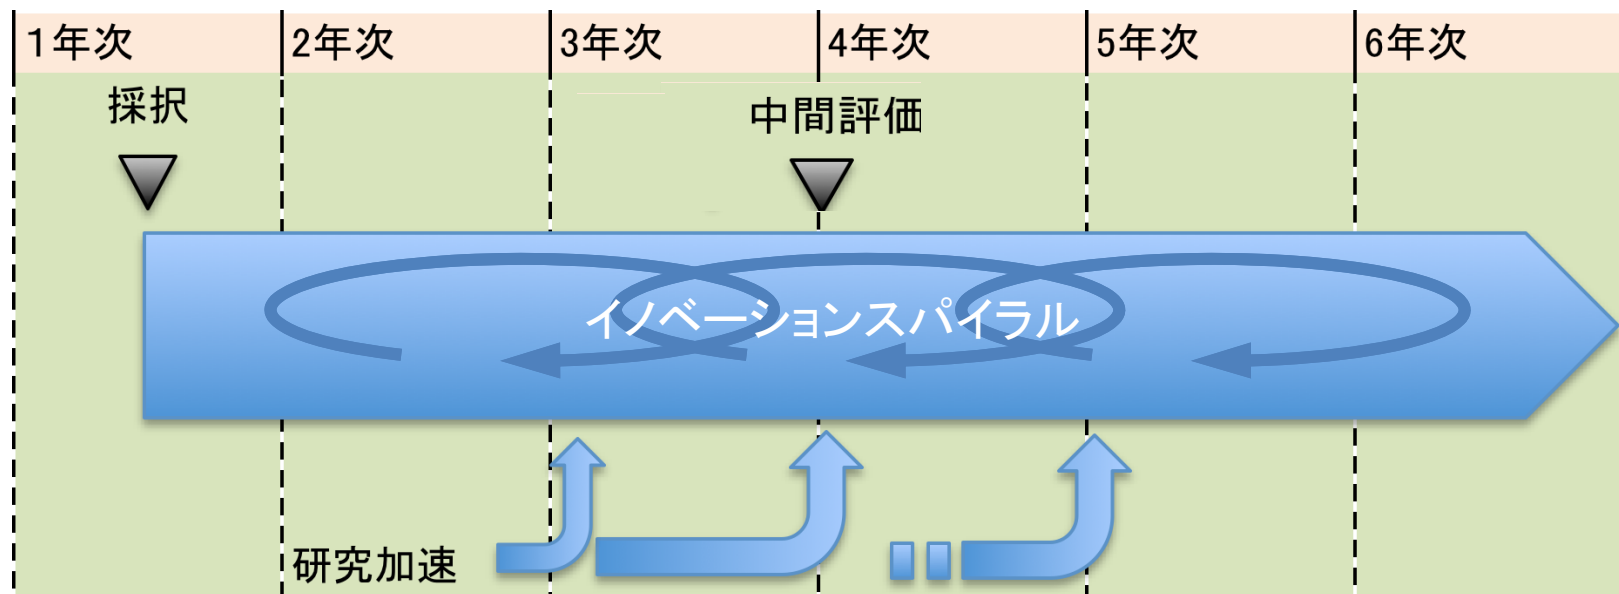 １年次
2年次
3年次
4年次
5年次
6年次
採択
中間評価
イノベーションスパイラル
研究加速